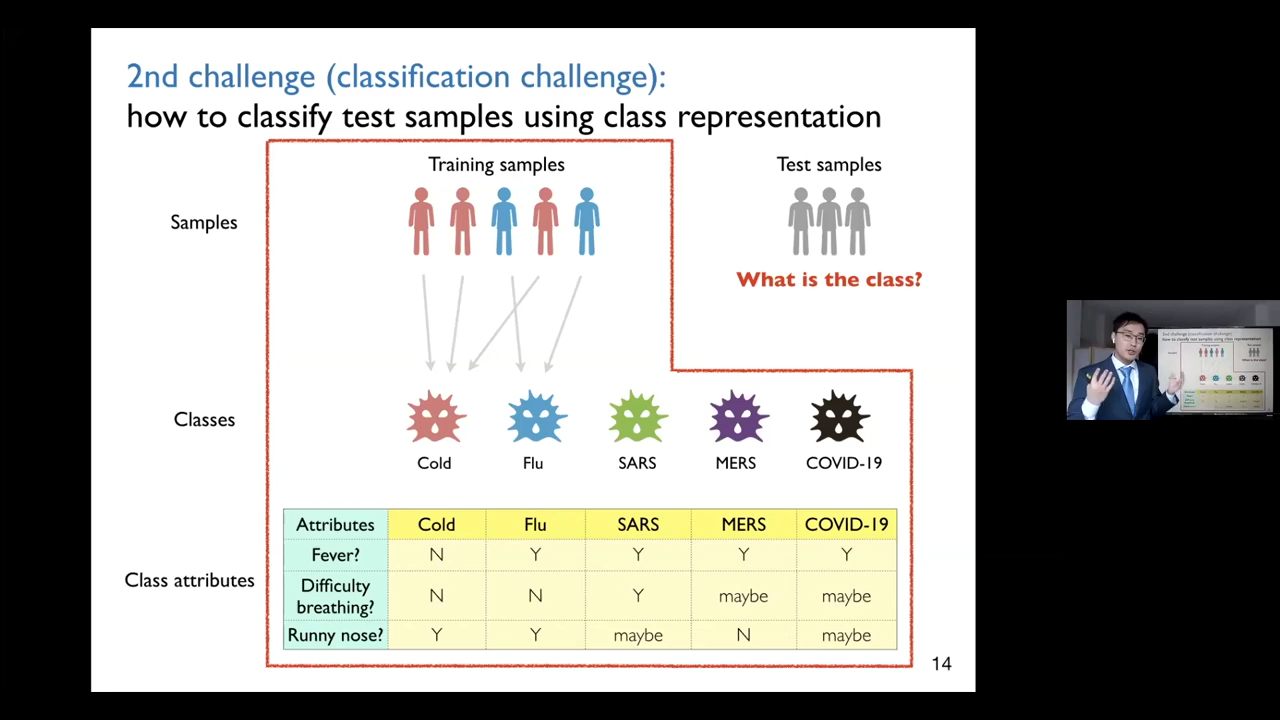 2nd challenge (classification challenge):
how to classify test samples using class representation
Training samples
Test samples
Samples
What is the class?
Classes
Cold
Flu
SARS
MERS
COVID-19
Class attributes
Attributes Cold Flu SARS MERS COVID-19
Fever? N Y Y Y Y
Difficulty
breathing? N N Y maybe maybe
Runny nose? Y Y maybe N maybe
14